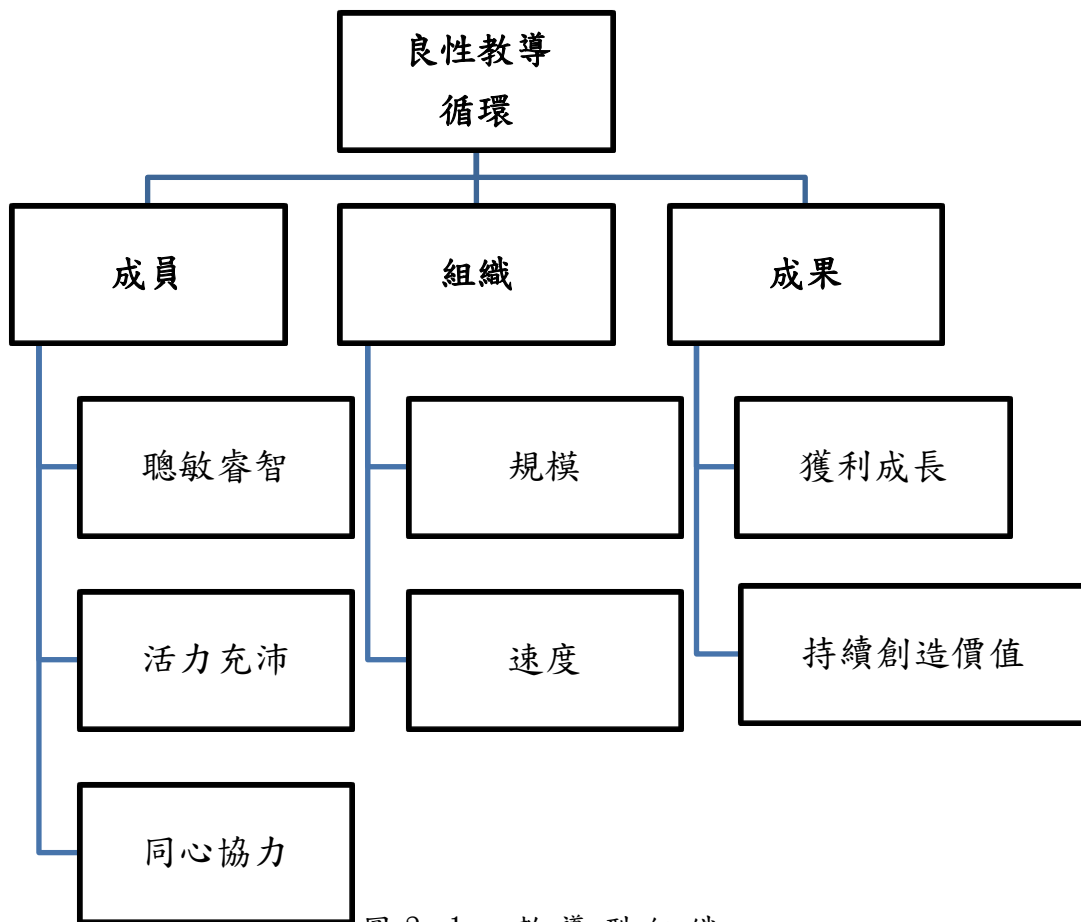 良性教導
循環
成員
組織
成果
聰敏睿智
規模
獲利成長
活力充沛
速度
持續創造價值
同心協力